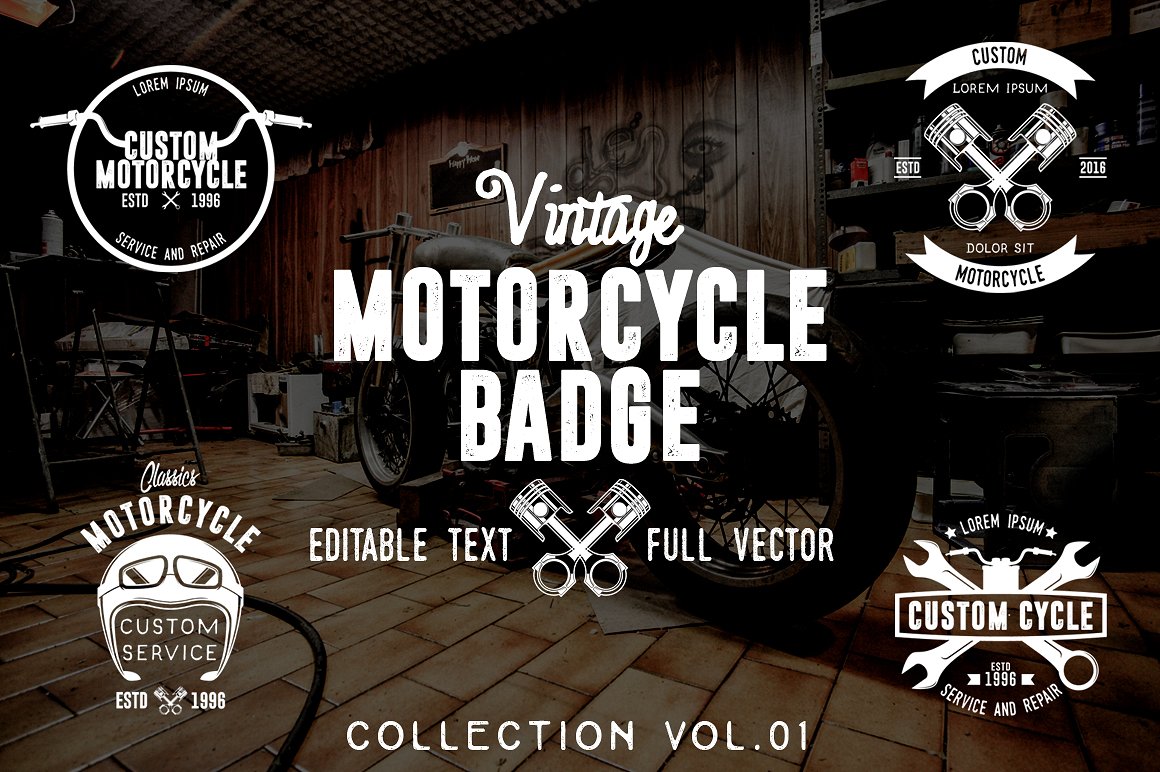 LOREM IPSUM
CUSTOM
MOTORCYCLE
ESTD 1996
SERVICE AND REPAIR
CUSTOM
LOREM IPSUM
ESTD 2016
DOLOR SIT
MOTORCYCLE
Vintage
MOTORCYCLE
BADGE
EDITABLE TEXT FULL VECTOR
Classics
MOTORCYCLE
CUSTOM
SERVICE
ESTD 1996
LOREM IPSUM
CUSTOM CYCLE
ESTD
1996
SERVICE AND REPAIR
COLLECTION VOL.01